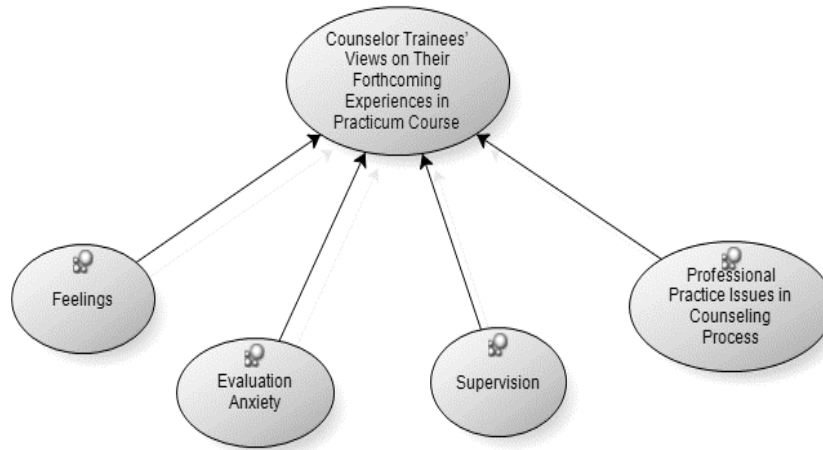 Counselor Trainees'
Views on Their
Forthcoming
Experiences in
Practicum Course
Feelings
Evaluation
Anxiety
Supervision
Professional
Practice Issues in
Counseling
Process